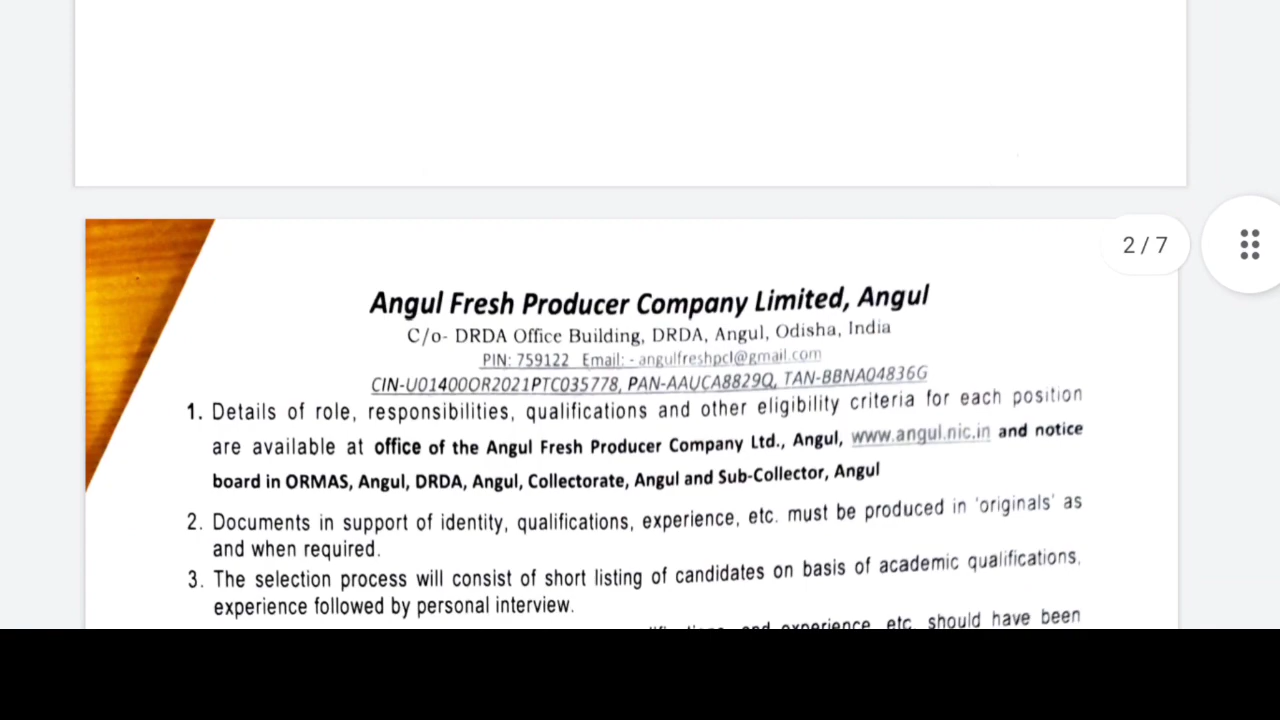 2 / 7
Angul Fresh Producer Company Limited, Angul
C/o- DRDA Office Building, DRDA, Angul, Odisha, India
PIN: 759122 Email: - angulfreshpcl@gmail.com
CIN-U01400OR2021PTC035778, PAN-AAUCA8829Q, TAN-BBNA04836G
1. Details of role, responsibilities, qualifications and other eligibility criteria for each position
are available at office of the Angul Fresh Producer Company Ltd., Angul, www.angul.nic.in and notice
board in ORMAS, Angul, DRDA, Angul, Collectorate, Angul and Sub-Collector, Angul
2. Documents in support of identity, qualifications, experience, etc. must be produced in 'originals' as
and when required.
3. The selection process will consist of short listing of candidates on basis of academic qualifications,
experience followed by personal interview.
and experience etc. should have been